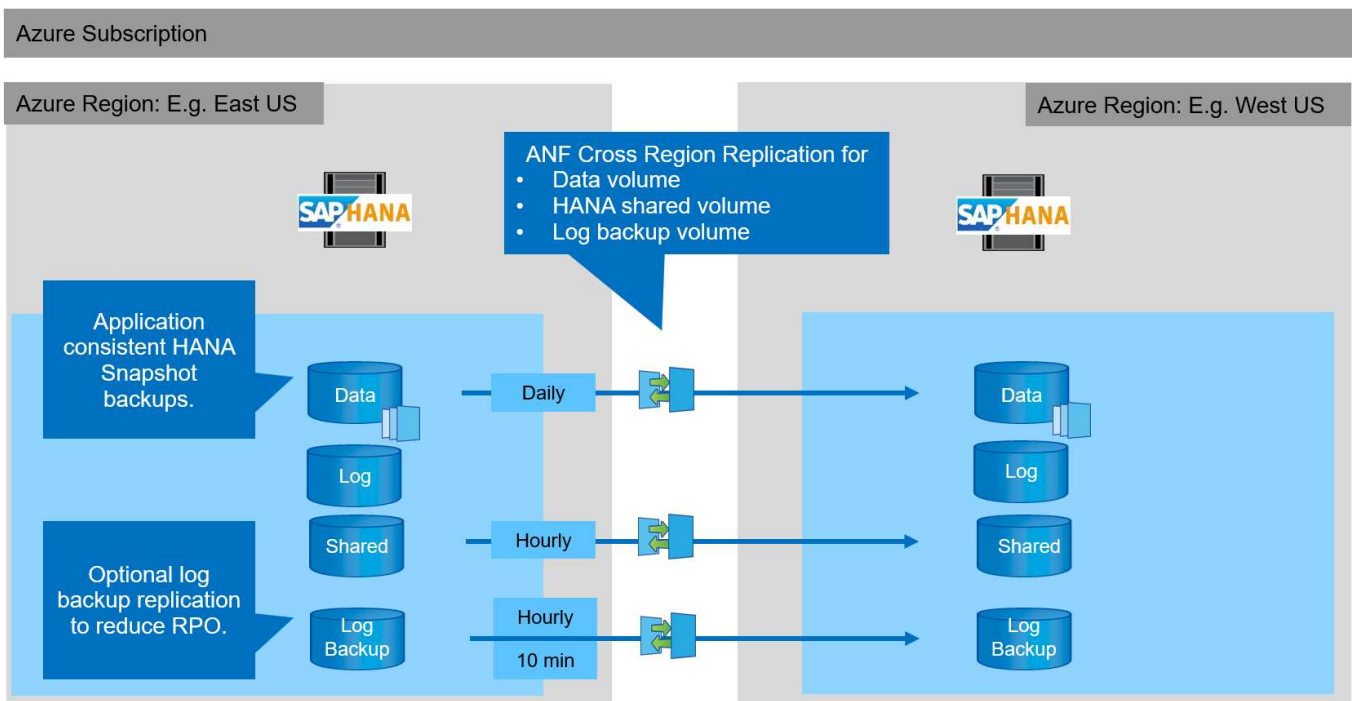 Azure Subscription
Azure Region: E.g. East US
Azure Region: E.g. West US
ANF Cross Region Replication for
• Data volume
• HANA shared volume
• Log backup volume
SAP HANA
SAP HANA
Application
consistent HANA
Snapshot
backups.
Data
Daily
Data
Log
Log
Shared
Hourly
Shared
Optional log
backup replication
to reduce RPO.
Log
Backup
Hourly
10 min
Log
Backup